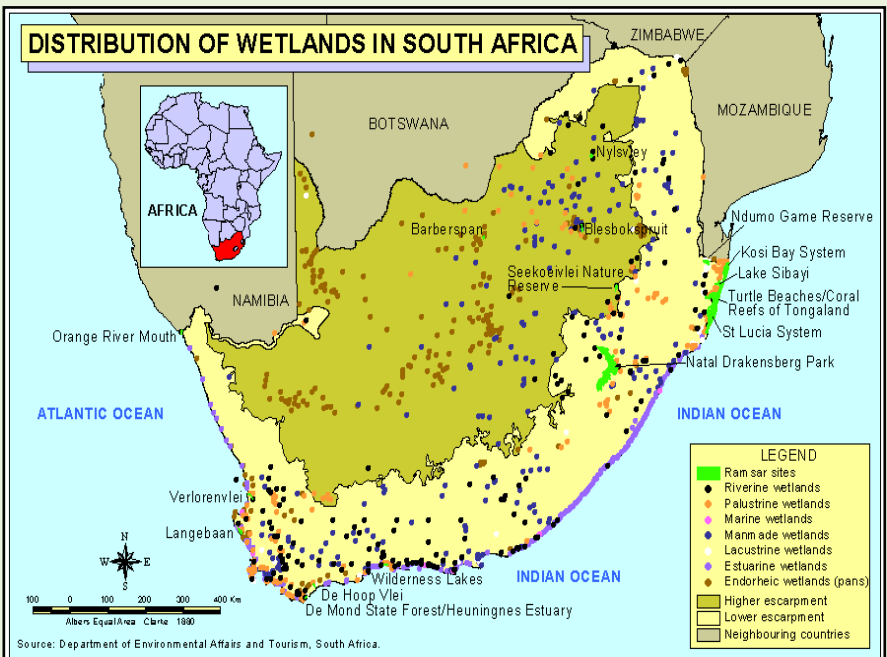 DISTRIBUTION OF WETLANDS IN SOUTH AFRICA
ZIMBABWE
MOZAMBIQUE
BOTSWANA
AFRICA
NAMIBIA
Nylsvley
Barberspan
Blesbokspruit
Ndumo Game Reserve
Kosi Bay System
Lake Sibayi
Seekoeivlei Nature
Reserve
Turtle Beaches/Coral
Reefs of Tongaland
St Lucia System
Orange River Mouth
Natal Drakensberg Park
ATLANTIC OCEAN
INDIAN OCEAN
Verlorenvlei
Langebaan
Wilderness Lakes
De Hoop Vlei
De Mond State Forest/Heuningnes Estuary
INDIAN OCEAN
LEGEND
Ramsar sites
Riverine wetlands
Palustrine wetlands
Marine wetlands
Manmade wetlands
Lacustrine wetlands
Estuarine wetlands
Endorheic wetlands (pans)
Higher escarpment
Lower escarpment
Neighbouring countries
N
W E
S
100 0 100 200 400 Km
Albers Equal Area Clarke 1880
Source: Department of Environmental Affairs and Tourism, South Africa.